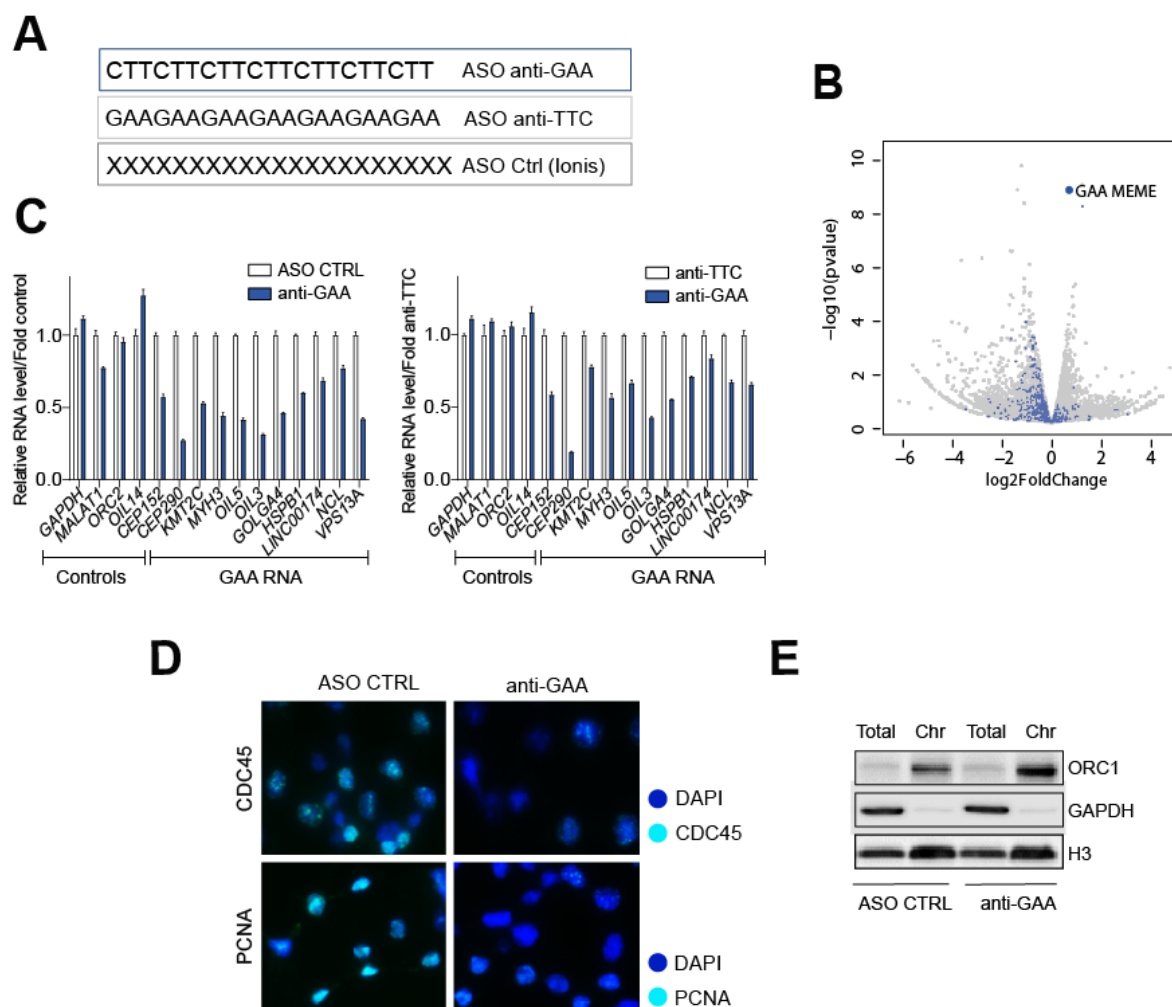 A
CTTCTTCTTCTTCTTCTTCTT ASO anti-GAA
GAAGAAGAAGAAGAAGAAGAA ASO anti-TTC
XXXXXXXXXXXXXXXXXXXXX ASO Ctrl (Ionis)
B
−log10(pvalue)
10
8
6
4
2
0
GAA MEME
−6 −4 −2 0 2 4
log2FoldChange
C
Relative RNA level/Fold control
1.0
0.5
0.0
ASO CTRL
anti-GAA
GAPDH MALAT1 ORC2 OIL14 CEP152 CEP290 KMT2C MYH3 OIL5 OIL3 GOLGA4 HSPB1 LINC00174 NCL VPS13A
Controls GAA RNA
Relative RNA level/Fold anti-TTC
1.0
0.5
0.0
anti-TTC
anti-GAA
GAPDH MALAT1 ORC2 OIL14 CEP152 CEP290 KMT2C MYH3 OIL5 OIL3 GOLGA4 HSPB1 LINC00174 NCL VPS13A
Controls GAA RNA
D
ASO CTRL anti-GAA
CDC45
DAPI
CDC45
PCNA
DAPI
PCNA
E
Total Chr Total Chr
ORC1
GAPDH
H3
ASO CTRL anti-GAA